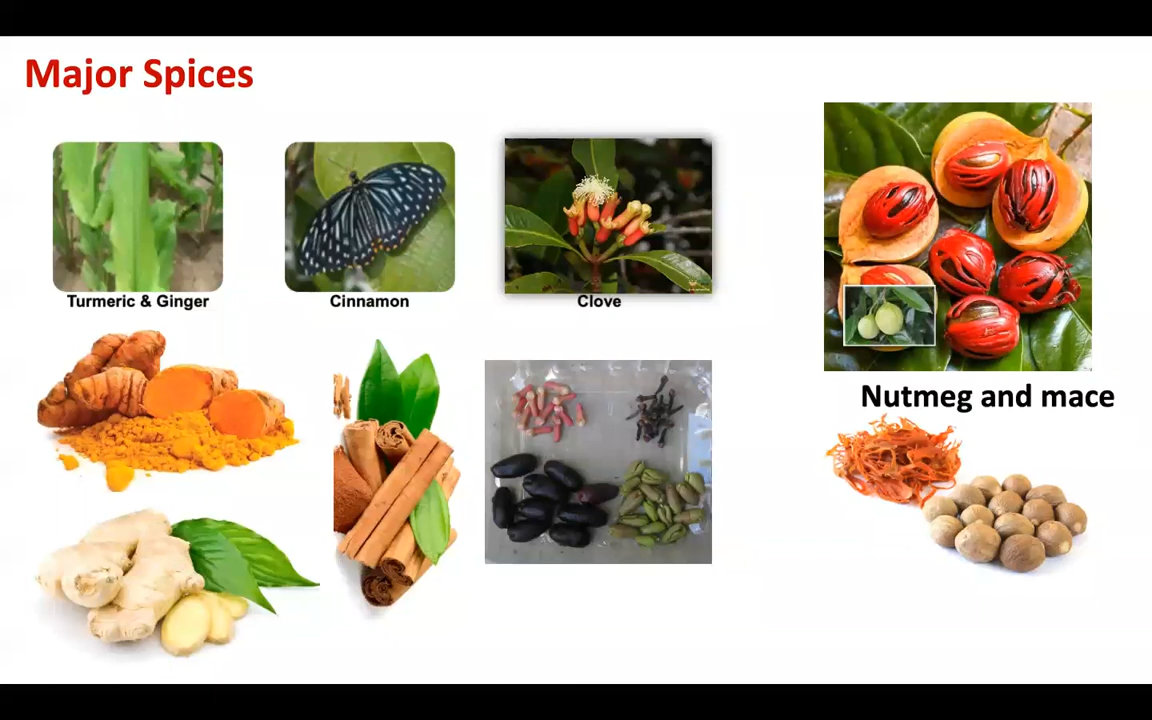 Major Spices
Turmeric & Ginger
Cinnamon
Clove
Nutmeg and mace